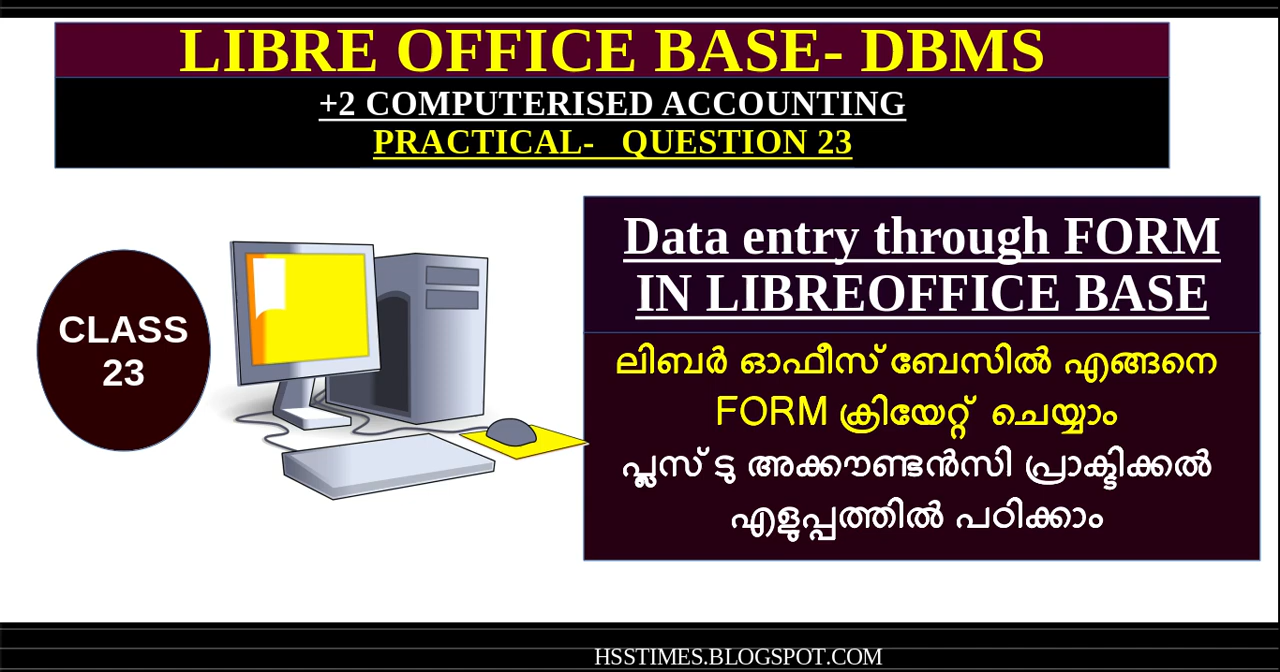 LIBRE OFFICE BASE- DBMS
+2 COMPUTERISED ACCOUNTING
PRACTICAL- QUESTION 23
Data entry through FORM
IN LIBREOFFICE BASE
CLASS
23
ലിബർ ഓഫീസ് ബേസിൽ എങ്ങനെ
FORM ക്രിയേറ്റ് ചെയ്യാം
പ്ലസ് ടു അക്കൗണ്ടൻസി പ്രാക്ടിക്കൽ
എളുപ്പത്തിൽ പഠിക്കാം
HSSTIMES.BLOGSPOT.COM